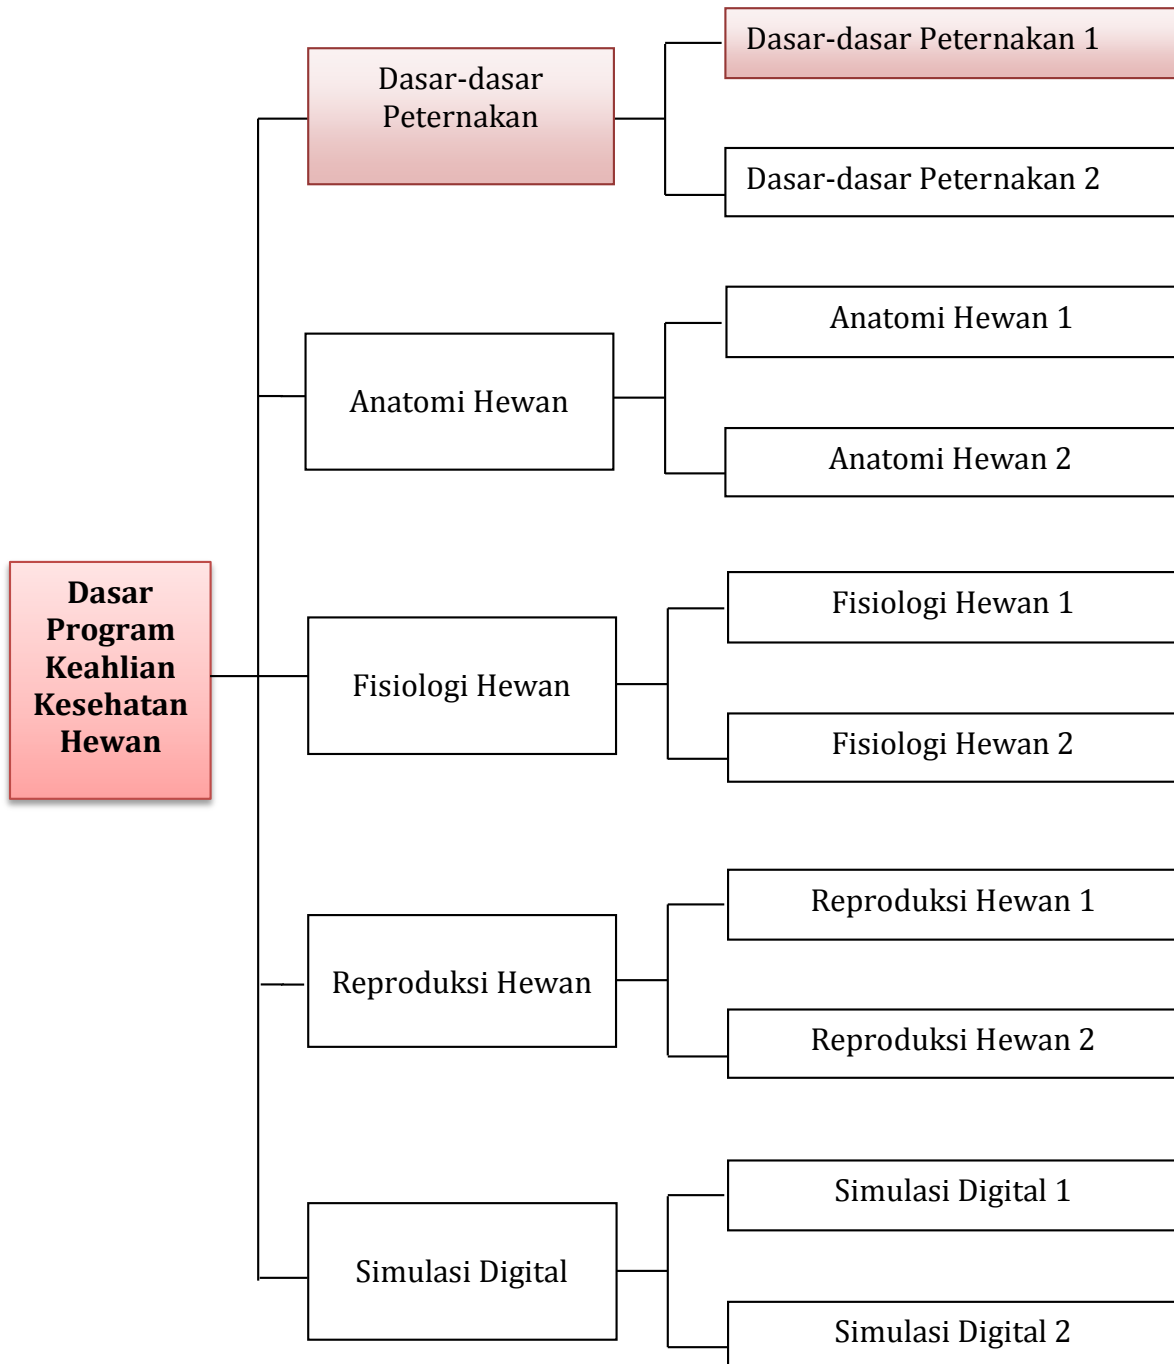 Dasar-dasar Peternakan 1
Dasar-dasar
Peternakan
Dasar-dasar Peternakan 2
Anatomi Hewan 1
Anatomi Hewan
Anatomi Hewan 2
Dasar
Program
Keahlian
Kesehatan
Hewan
Fisiologi Hewan 1
Fisiologi Hewan
Fisiologi Hewan 2
Reproduksi Hewan 1
Reproduksi Hewan
Reproduksi Hewan 2
Simulasi Digital 1
Simulasi Digital
Simulasi Digital 2